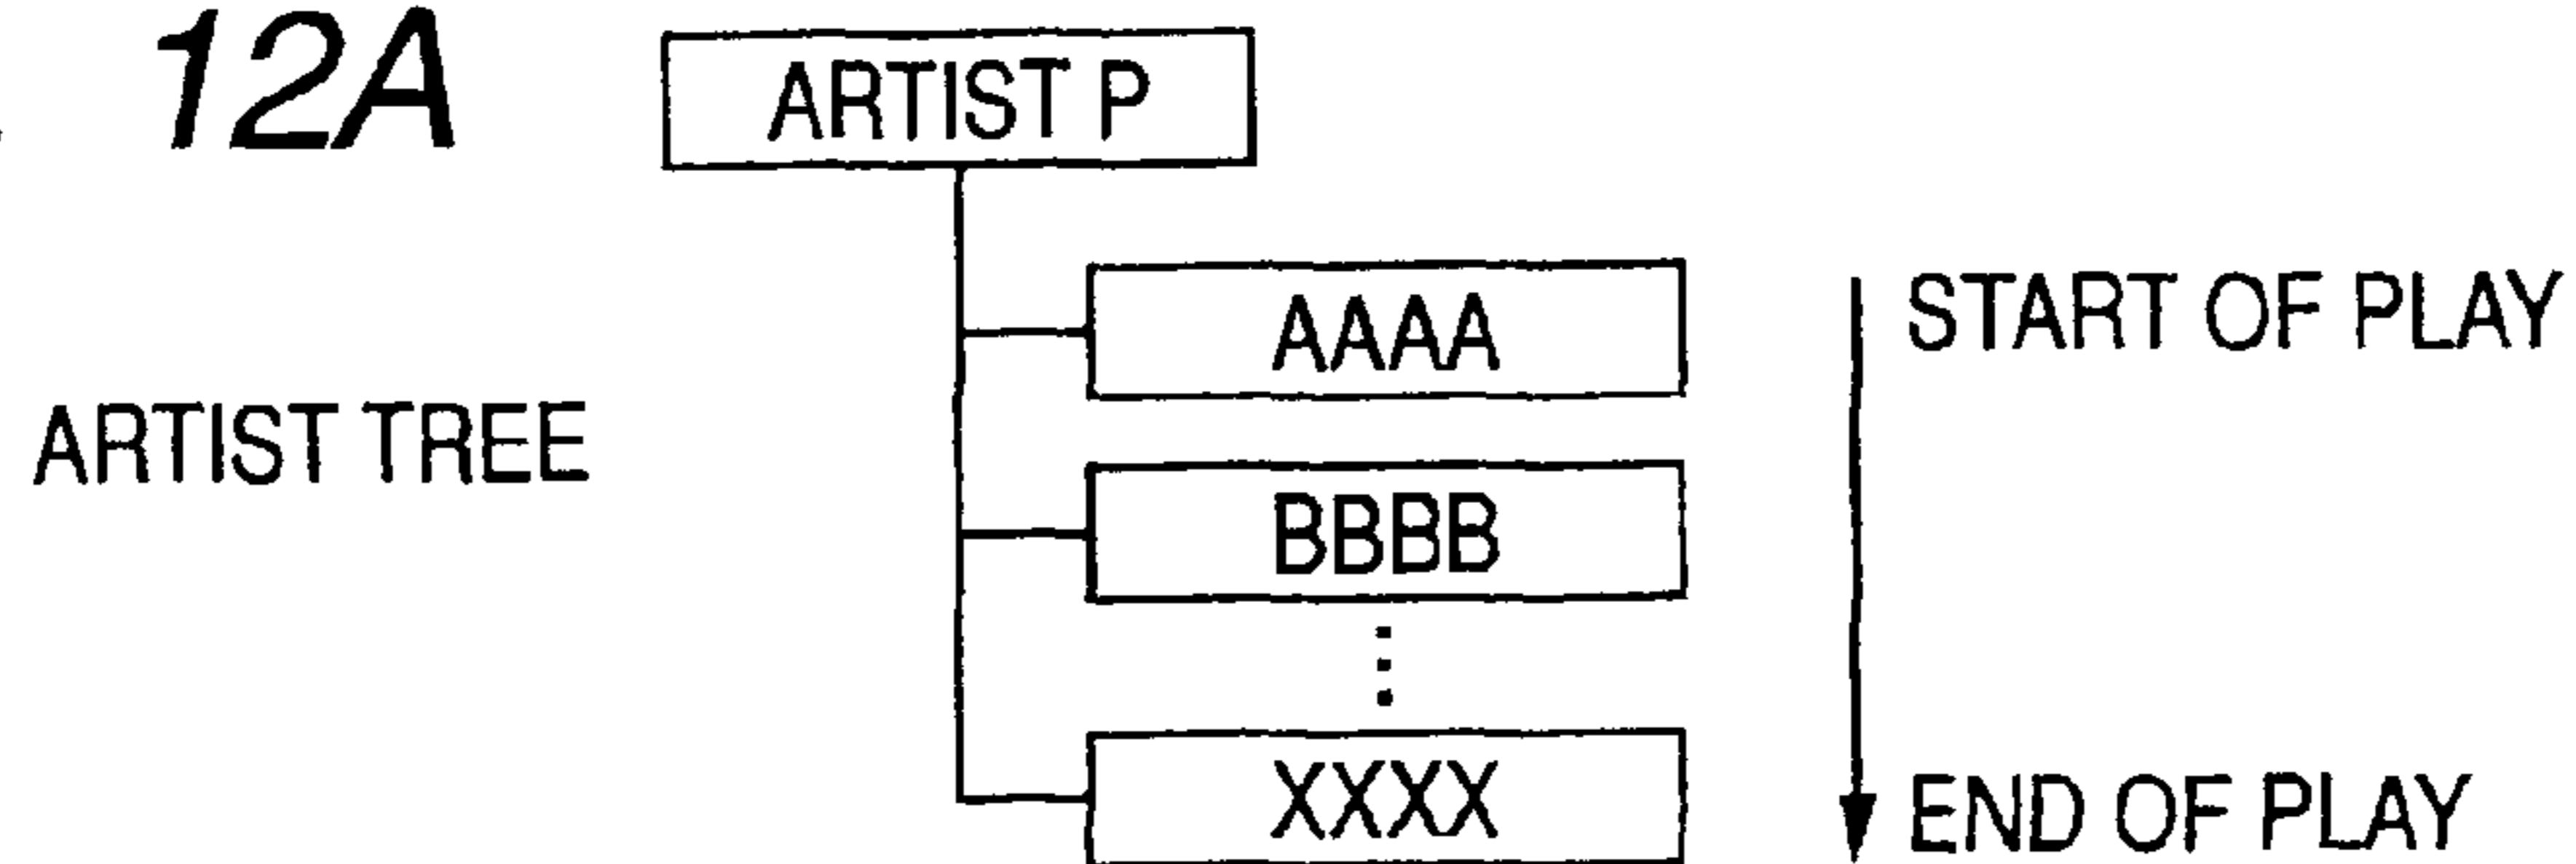 12A
ARTIST P
AAAA
START OF PLAY
ARTIST TREE
BBBB
XXXX
END OF PLAY